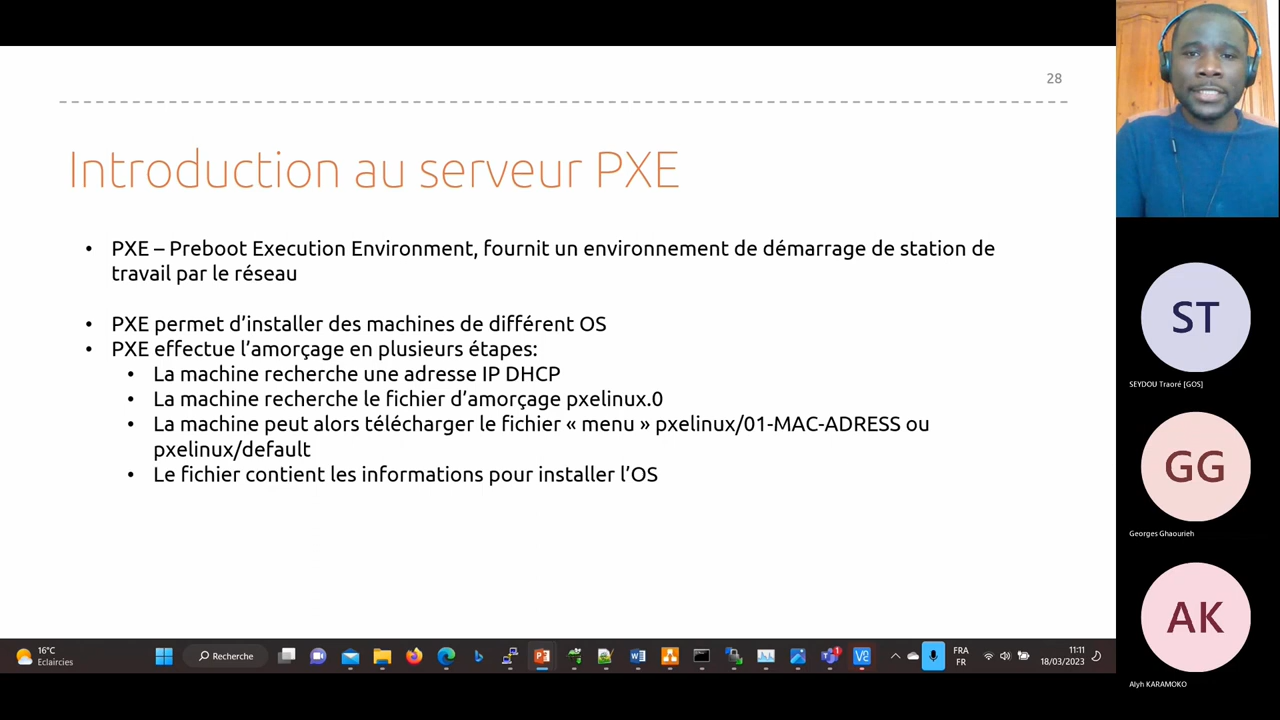 28
Introduction au serveur PXE
• PXE – Preboot Execution Environment, fournit un environnement de démarrage de station de
travail par le réseau
• PXE permet d’installer des machines de différent OS
• PXE effectue l’amorçage en plusieurs étapes:
• La machine recherche une adresse IP DHCP
• La machine recherche le fichier d’amorçage pxelinux.0
• La machine peut alors télécharger le fichier « menu » pxelinux/01-MAC-ADRESS ou
pxelinux/default
• Le fichier contient les informations pour installer l’OS
ST
SEYDOU Traoré [GOS]
GG
Georges Ghaourieh
AK
Alyh KARAMOKO
16°C
Eclaircies
Recherche
FRA
FR
11:11
18/03/2023